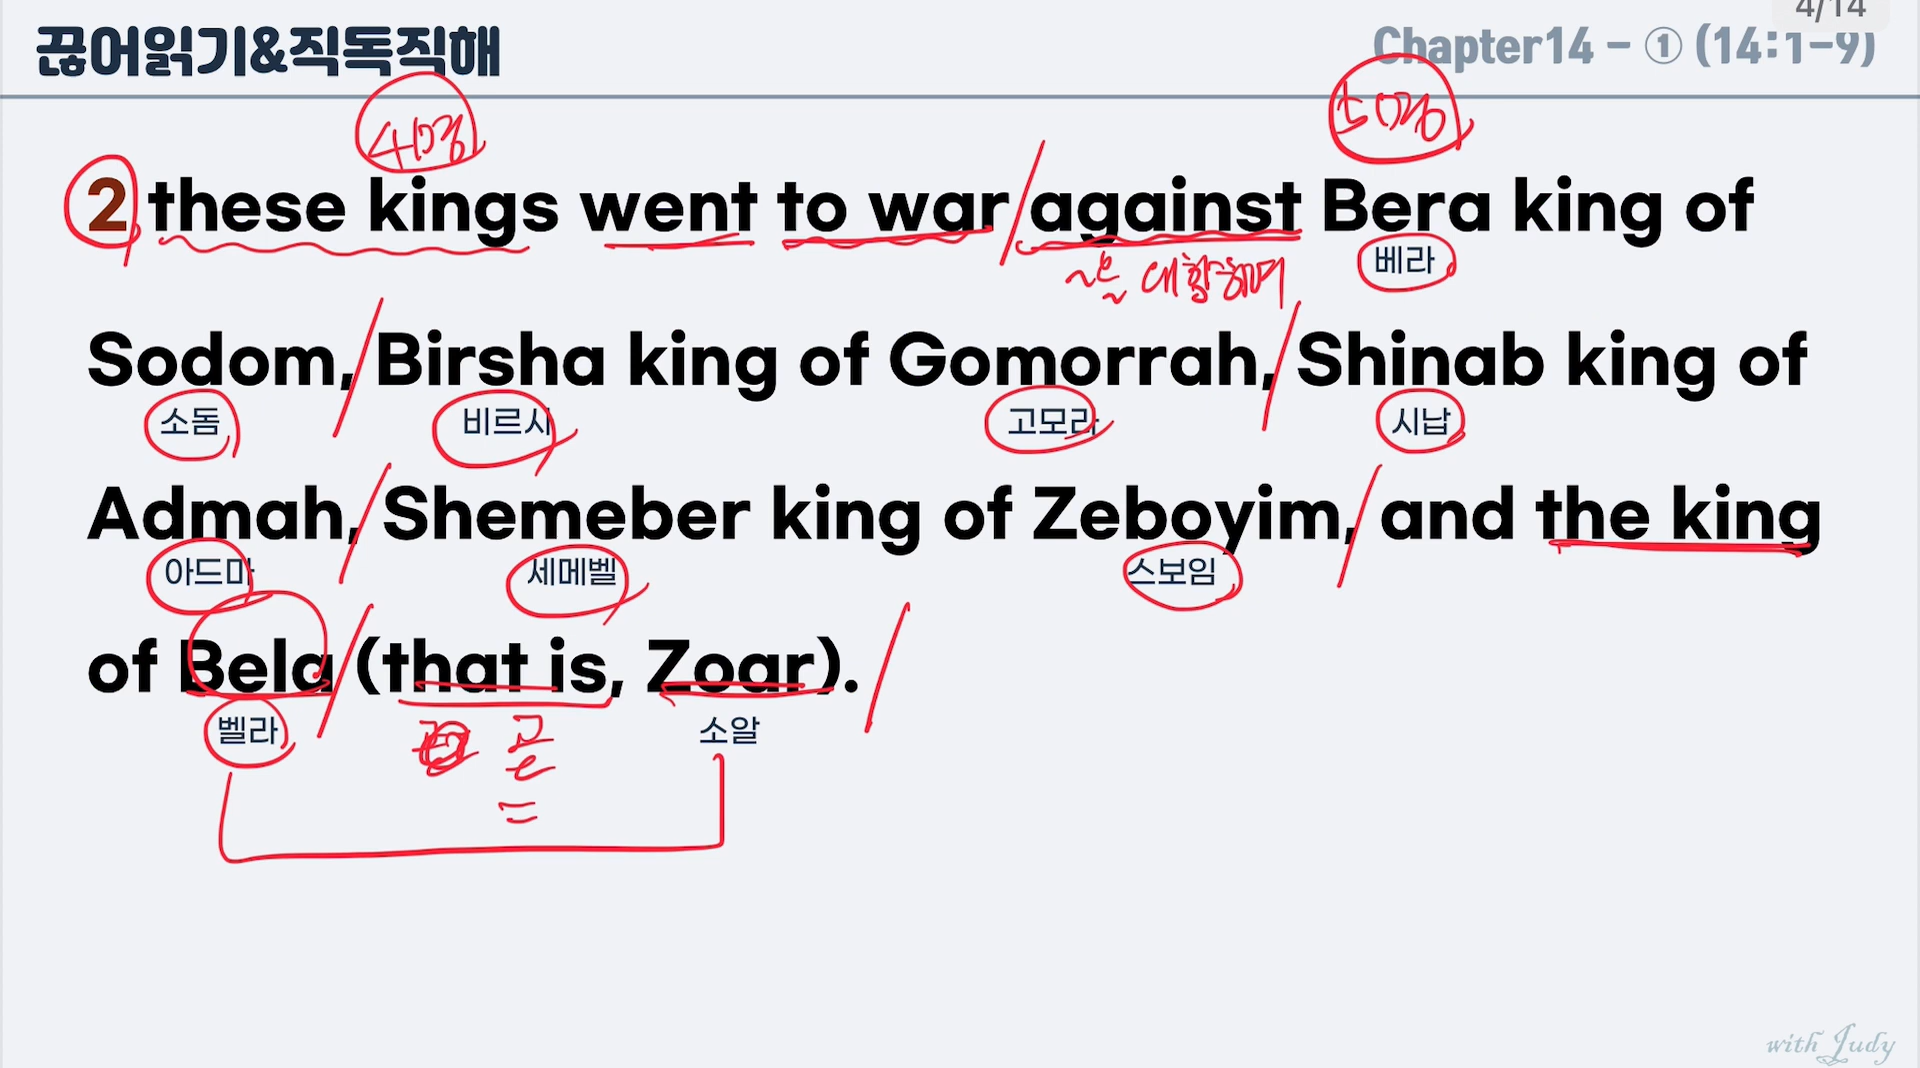 4/14
끊어읽기&직독직해 Chapter14 - ① (14:1-9)
4명 5명
2 these kings went to war / against Bera king of
~을 대항하여 베라
Sodom, / Birsha king of Gomorrah, / Shinab king of
소돔 비르사 고모라 시납
Admah, / Shemeber king of Zeboyim, / and the king
아드마 세메벨 스보임
of Bela / (that is, Zoar). /
벨라 곧 소알
=
with Judy